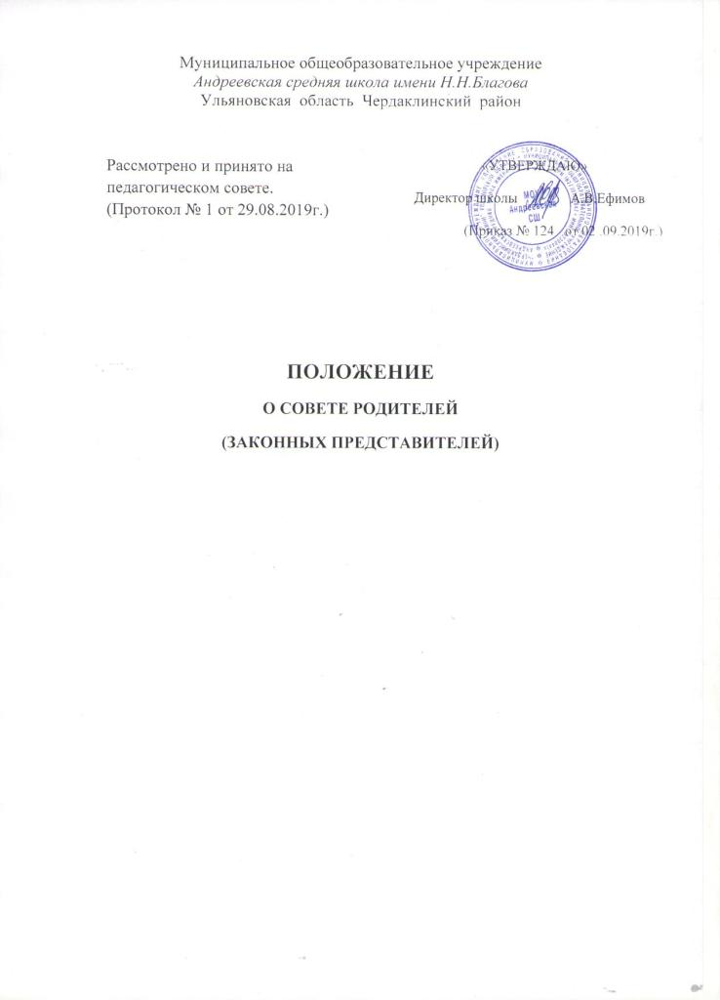 Муниципальное общеобразовательное учреждение
Андреевская средняя школа имени Н.Н.Благова
Ульяновская область Чердаклинский район
Рассмотрено и принято на
педагогическом совете.
(Протокол № 1 от 29.08.2019г.)
«УТВЕРЖДАЮ»
Директор школы А.В.Ефимов
(Приказ № 124 от 02 .09.2019г.)
МОУ
Андреевская
СШ
ПОЛОЖЕНИЕ
О СОВЕТЕ РОДИТЕЛЕЙ
(ЗАКОННЫХ ПРЕДСТАВИТЕЛЕЙ)